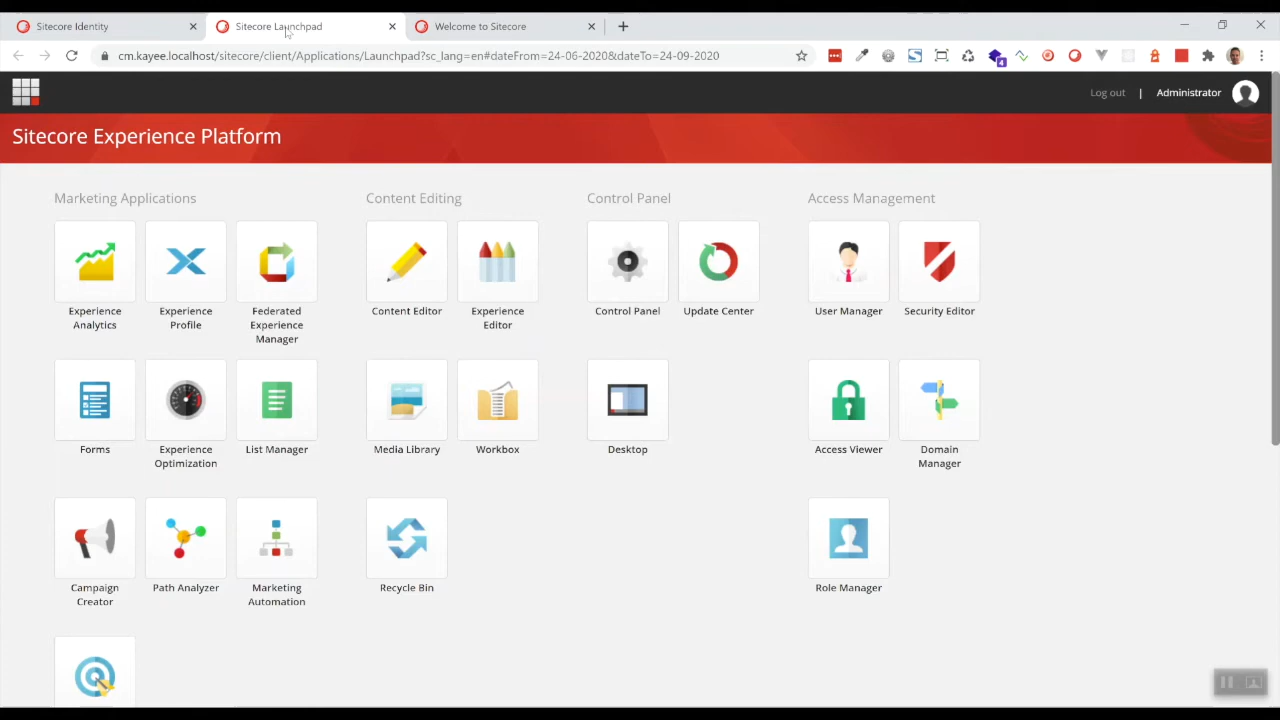 Sitecore Identity
Sitecore Launchpad
Welcome to Sitecore
cm.kayee.localhost/sitecore/client/Applications/Launchpad?sc_lang=en#dateFrom=24-06-2020&dateTo=24-09-2020
4
Log out | Administrator
Sitecore Experience Platform
Marketing Applications
Content Editing
Control Panel
Access Management
Experience
Analytics
Experience
Profile
Federated
Experience
Manager
Content Editor
Experience
Editor
Control Panel
Update Center
User Manager
Security Editor
Forms
Experience
Optimization
List Manager
Media Library
Workbox
Desktop
Access Viewer
Domain
Manager
Campaign
Creator
Path Analyzer
Marketing
Automation
Recycle Bin
Role Manager